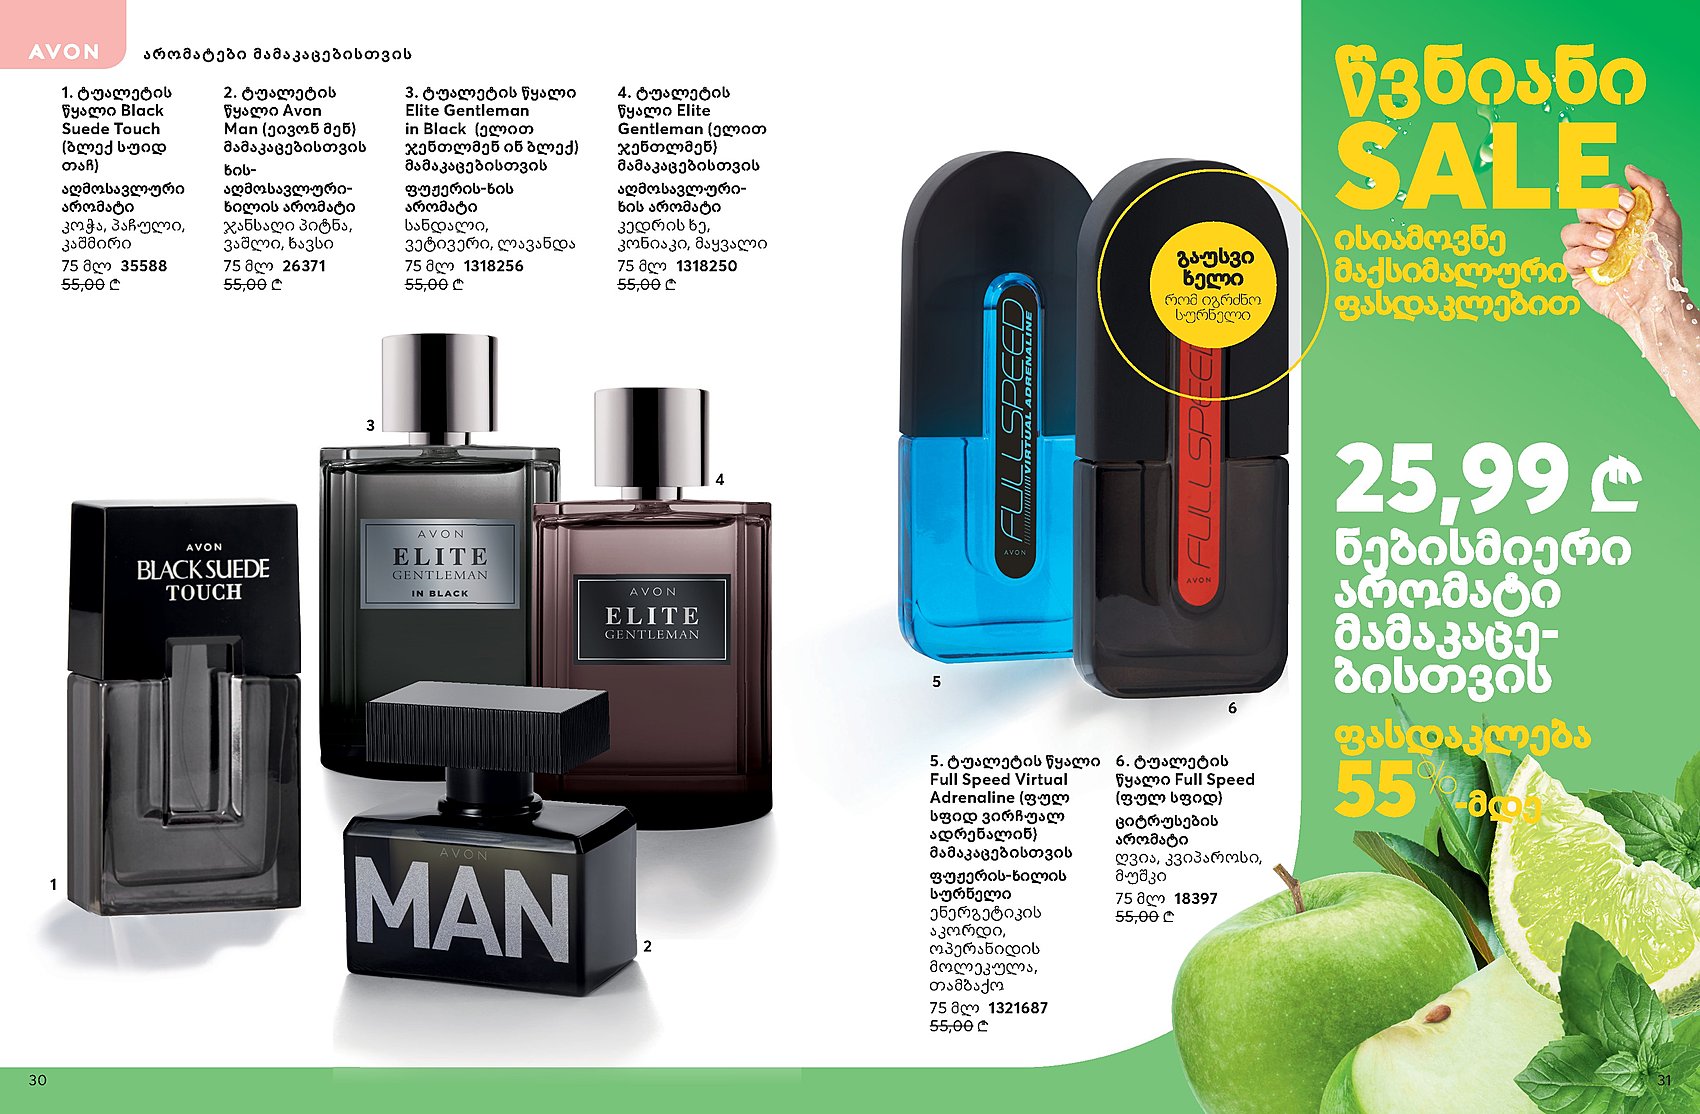 AVON
არომატები მამაკაცებისთვის
1. ტუალეტის
წყალი Black
Suede Touch
(ბლექ სუიდ
თაჩ)
აღმოსავლური
არომატი
კოჭა, პაჩული,
კაშმირი
75 მლ 35588
55,00 ₾
2. ტუალეტის
წყალი Avon
Man (ეივონ მენ)
მამაკაცებისთვის
ხის-
აღმოსავლური-
ხილის არომატი
ჯანსაღი პიტნა,
ვაშლი, ხავსი
75 მლ 26371
55,00 ₾
3. ტუალეტის წყალი
Elite Gentleman
in Black (ელით
ჯენთლმენ ინ ბლექ)
მამაკაცებისთვის
ფუჟერის-ხის
არომატი
სანდალი,
ვეტივერი, ლავანდა
75 მლ 1318256
55,00 ₾
4. ტუალეტის
წყალი Elite
Gentleman (ელით
ჯენთლმენ)
მამაკაცებისთვის
აღმოსავლური-
ხის არომატი
კედრის ხე,
კონიაკი, მაყვალი
75 მლ 1318250
55,00 ₾
3
4
AVON
BLACK SUEDE
TOUCH
AVON
ELITE
GENTLEMAN
IN BLACK
AVON
ELITE
GENTLEMAN
AVON
MAN
1
2
FULL SPEED
VIRTUAL ADRENALINE
AVON
FULL SPEED
AVON
გაუსვი
ხელი
რომ იგრძნო
სურნელი
5
6
5. ტუალეტის წყალი
Full Speed Virtual
Adrenaline (ფულ
სფიდ ვირჩუალ
ადრენალინ)
მამაკაცებისთვის
ფუჟერის-ხილის
სურნელი
ენერგეტიკის
აკორდი,
ოპერანიდის
მოლეკულა,
თამბაქო
75 მლ 1321687
55,00 ₾
6. ტუალეტის
წყალი Full Speed
(ფულ სფიდ)
ციტრუსების
არომატი
ღვია, კვიპაროსი,
მუშკი
75 მლ 18397
55,00 ₾
წვნიანი
SALE
ისიამოვნე
მაქსიმალური
ფასდაკლებით
25,99 ₾
ნებისმიერი
არომატი
მამაკაცე-
ბისთვის
ფასდაკლება
55%-მდე
30
31